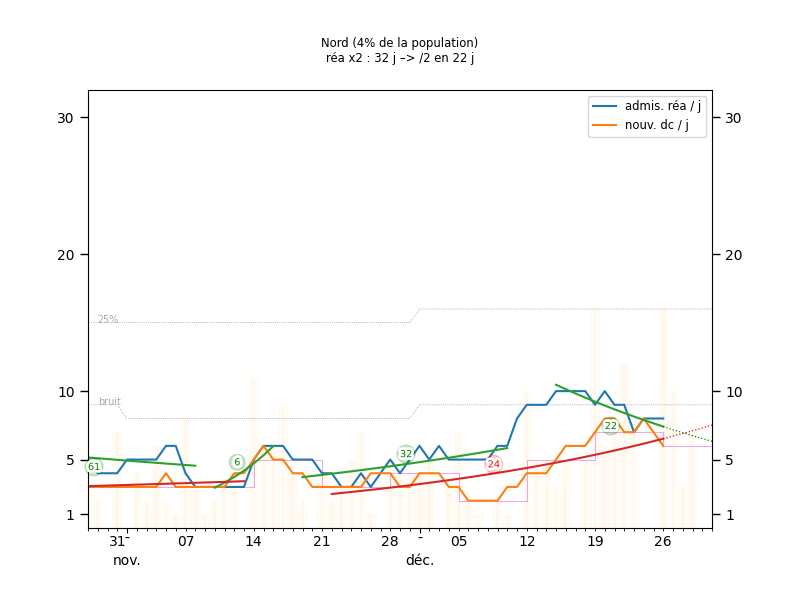 Nord (4% de la population)
réa x2 : 32 j –> /2 en 22 j
admis. réa / j
nouv. dc / j
30 30
20 20
25%
10 bruit 10
61 6 32 24 22
5 5
1 1
31 07 14 21 28 05 12 19 26
nov. déc.